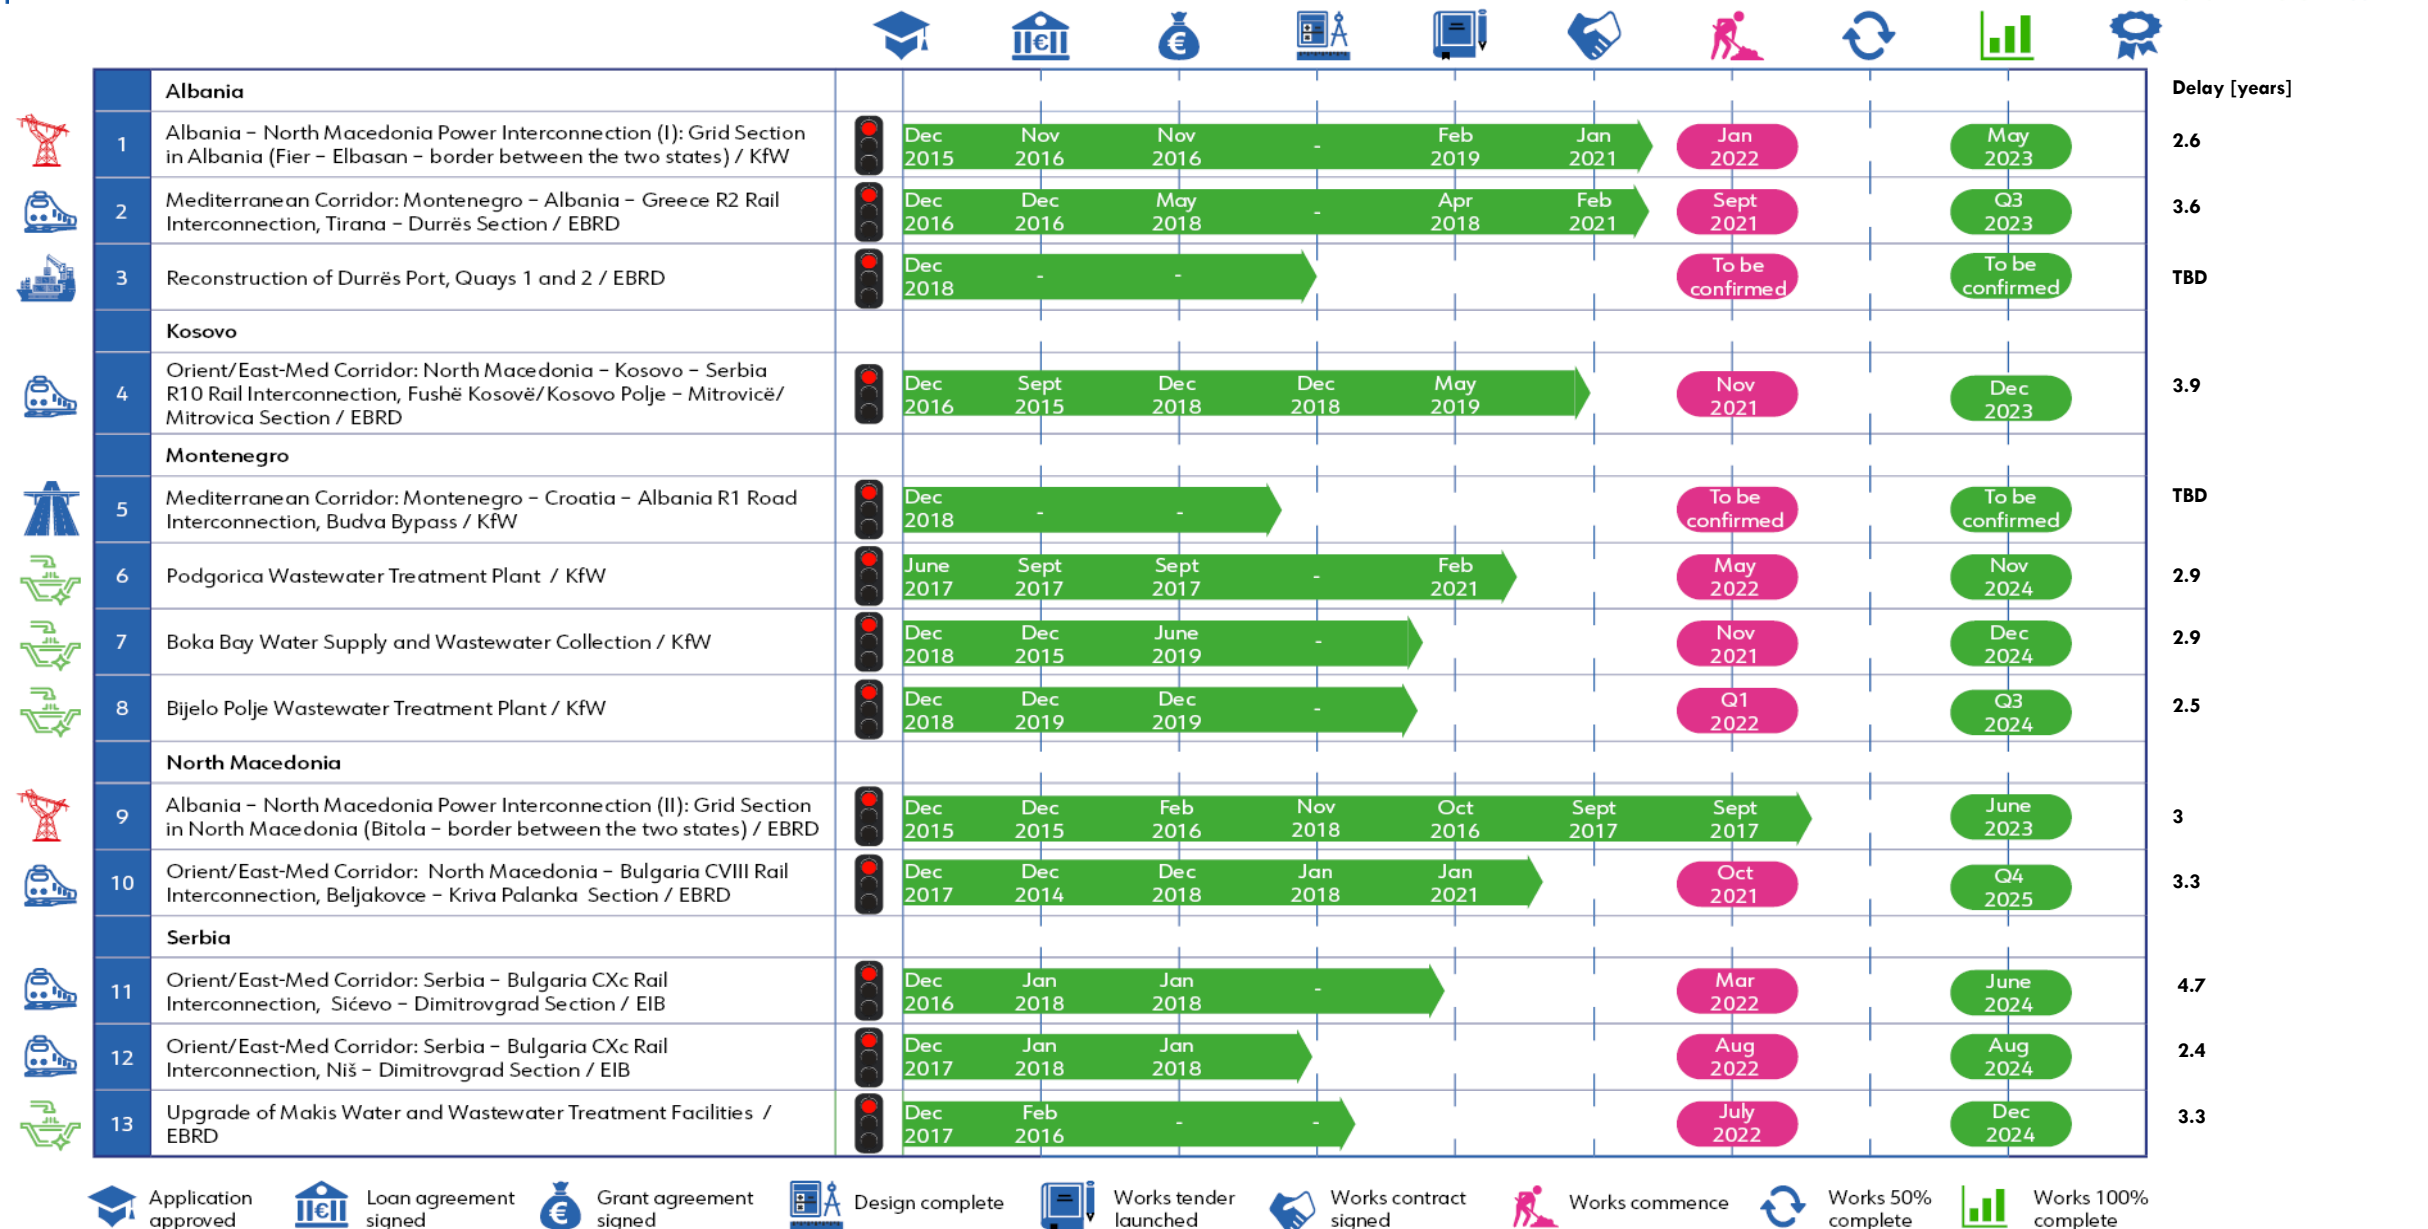 Delay [years]
Albania
1
Albania – North Macedonia Power Interconnection (I): Grid Section
in Albania (Fier – Elbasan – border between the two states) / KfW
Dec Nov Nov Feb Jan Jan May
2015 2016 2016 - 2019 2021 2022 2023
2.6
2
Mediterranean Corridor: Montenegro – Albania – Greece R2 Rail
Interconnection, Tirana – Durrës Section / EBRD
Dec Dec May Apr Feb Sept Q3
2016 2016 2018 - 2018 2021 2021 2023
3.6
3
Reconstruction of Durrës Port, Quays 1 and 2 / EBRD
Dec To be To be
2018 - - confirmed confirmed
TBD
Kosovo
4
Orient/East-Med Corridor: North Macedonia – Kosovo – Serbia
R10 Rail Interconnection, Fushë Kosovë/Kosovo Polje – Mitrovicë/
Mitrovica Section / EBRD
Dec Sept Dec Dec May Nov Dec
2016 2015 2018 2018 2019 2021 2023
3.9
Montenegro
5
Mediterranean Corridor: Montenegro – Croatia – Albania R1 Road
Interconnection, Budva Bypass / KfW
Dec To be To be
2018 - - confirmed confirmed
TBD
6
Podgorica Wastewater Treatment Plant / KfW
June Sept Sept Feb May Nov
2017 2017 2017 - 2021 2022 2024
2.9
7
Boka Bay Water Supply and Wastewater Collection / KfW
Dec Dec June Nov Dec
2018 2015 2019 - 2021 2024
2.9
8
Bijelo Polje Wastewater Treatment Plant / KfW
Dec Dec Dec Q1 Q3
2018 2019 2019 - 2022 2024
2.5
North Macedonia
9
Albania – North Macedonia Power Interconnection (II): Grid Section
in North Macedonia (Bitola – border between the two states) / EBRD
Dec Dec Feb Nov Oct Sept Sept June
2015 2015 2016 2018 2016 2017 2017 2023
3
10
Orient/East-Med Corridor: North Macedonia – Bulgaria CVIII Rail
Interconnection, Beljakovce – Kriva Palanka Section / EBRD
Dec Dec Dec Jan Jan Oct Q4
2017 2014 2018 2018 2021 2021 2025
3.3
Serbia
11
Orient/East-Med Corridor: Serbia – Bulgaria CXc Rail
Interconnection, Sićevo – Dimitrovgrad Section / EIB
Dec Jan Jan Mar June
2016 2018 2018 - 2022 2024
4.7
12
Orient/East-Med Corridor: Serbia – Bulgaria CXc Rail
Interconnection, Niš – Dimitrovgrad Section / EIB
Dec Jan Jan Aug Aug
2017 2018 2018 2022 2024
2.4
13
Upgrade of Makis Water and Wastewater Treatment Facilities /
EBRD
Dec Feb July Dec
2017 2016 - - 2022 2024
3.3
Application
approved
Loan agreement
signed
Grant agreement
signed
Design complete
Works tender
launched
Works contract
signed
Works commence
Works 50%
complete
Works 100%
complete